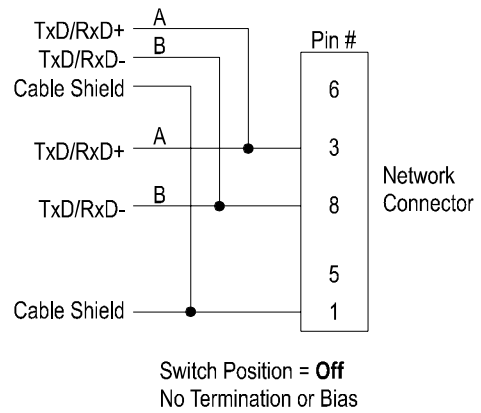 TxD/RxD+ A
TxD/RxD- B
Cable Shield
TxD/RxD+ A
TxD/RxD- B
Cable Shield
Pin #
6
3
8
5
1
Network
Connector
Switch Position = Off
No Termination or Bias